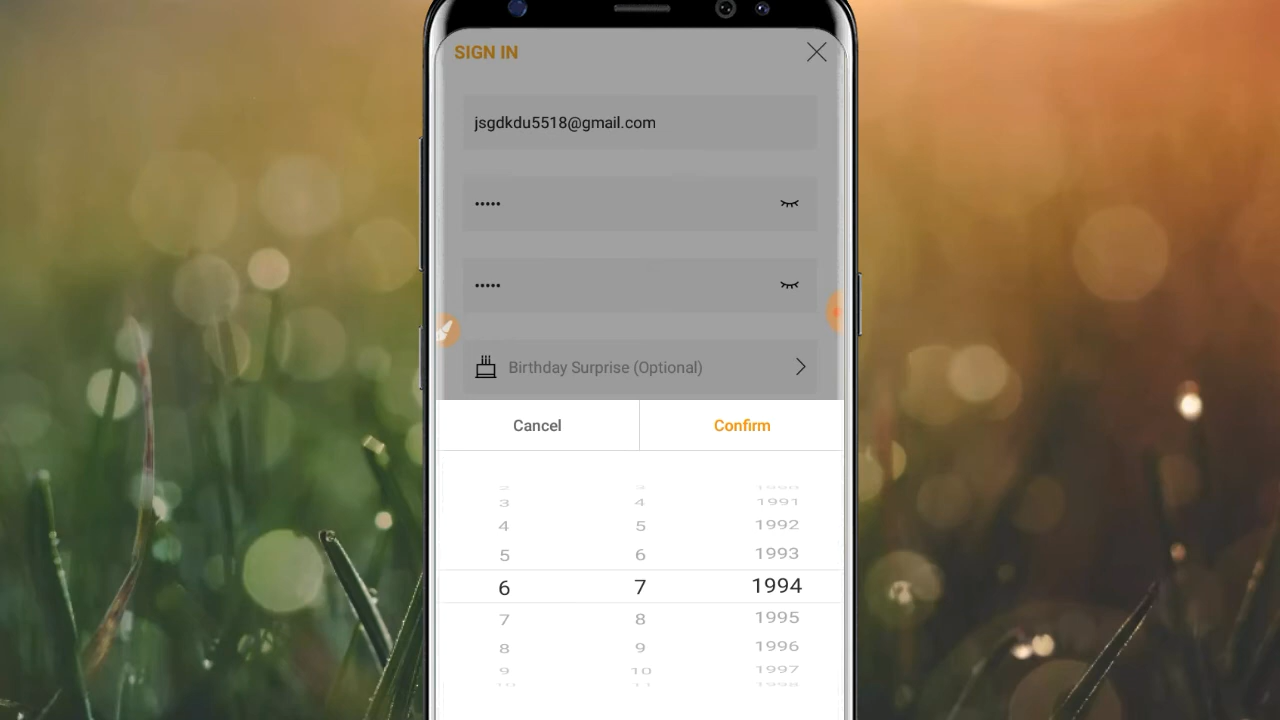 SIGN IN
jsgdkdu5518@gmail.com
•••••
•••••
Birthday Surprise (Optional)
Cancel Confirm
3 4 1991
4 5 1992
5 6 1993
6 7 1994
7 8 1995
8 9 1996
9 10 1997